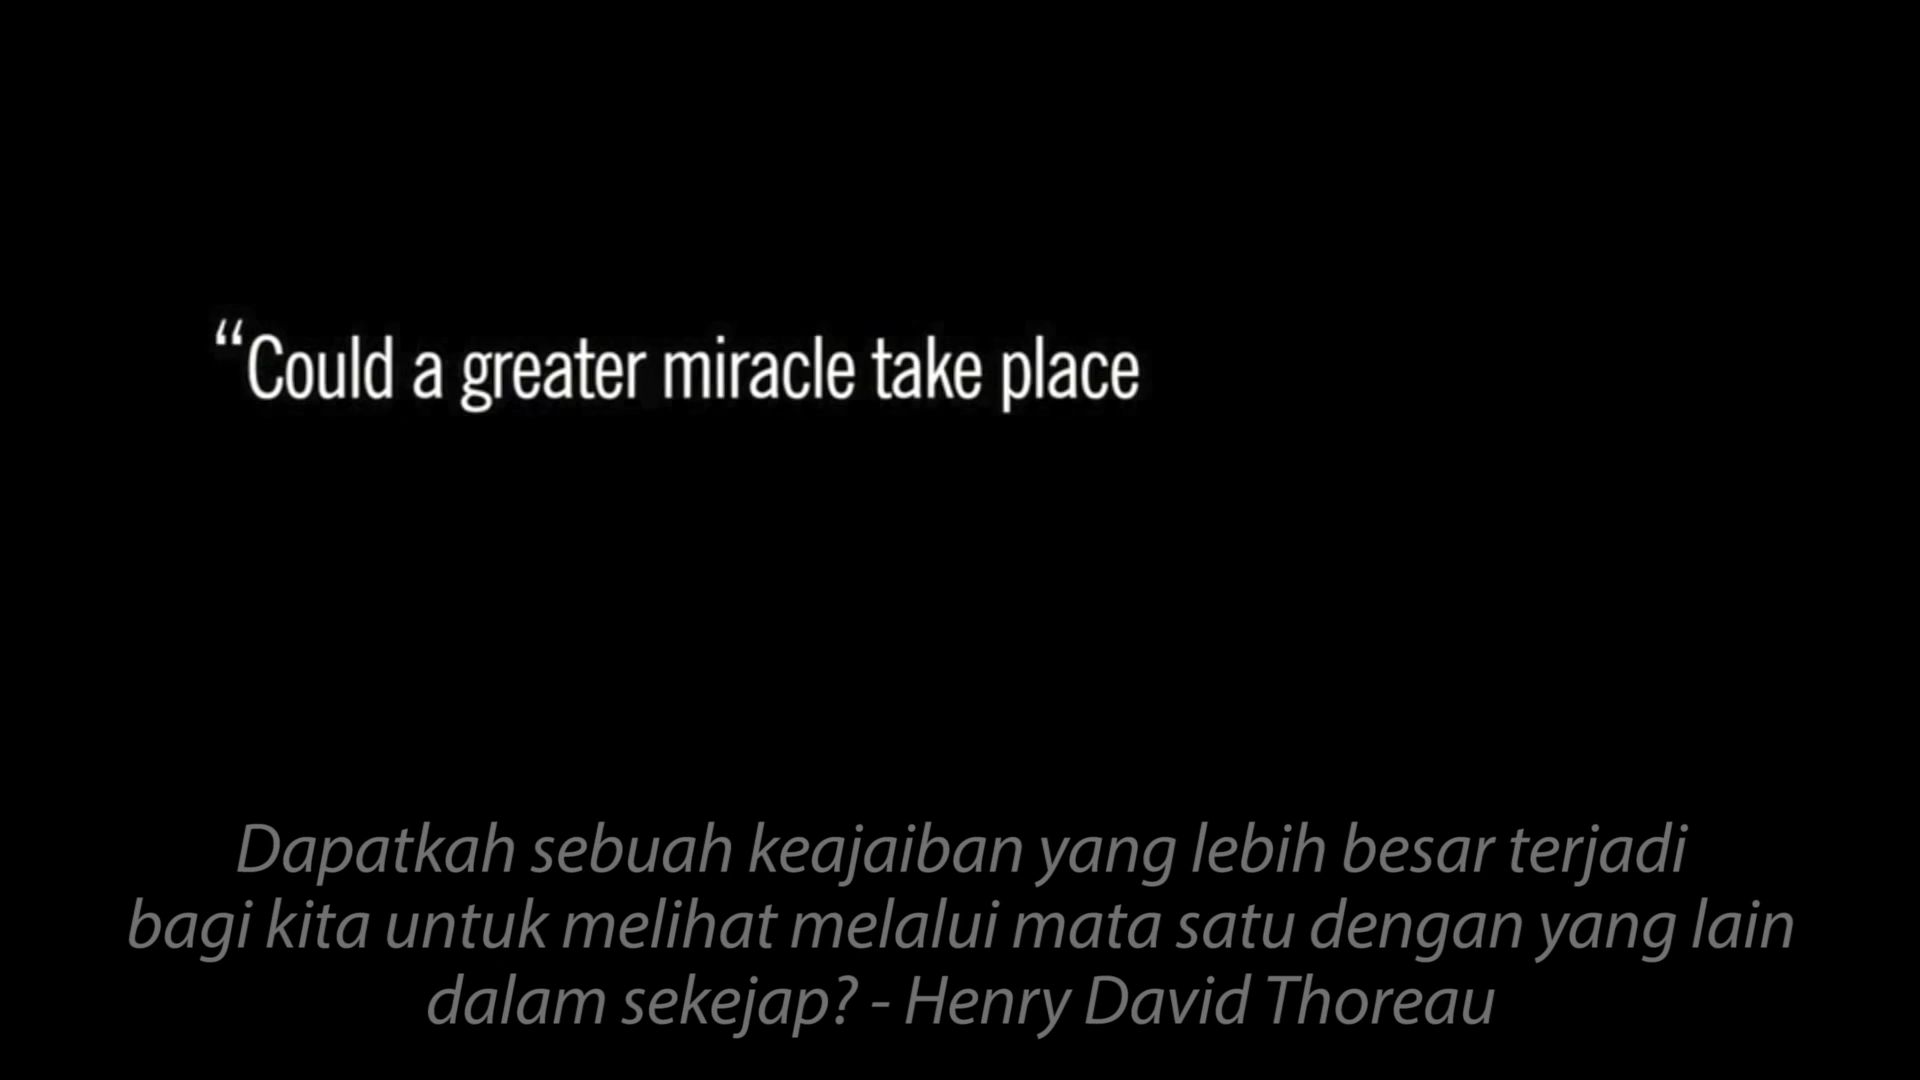 “Could a greater miracle take place
Dapatkah sebuah keajaiban yang lebih besar terjadi
bagi kita untuk melihat melalui mata satu dengan yang lain
dalam sekejap? - Henry David Thoreau